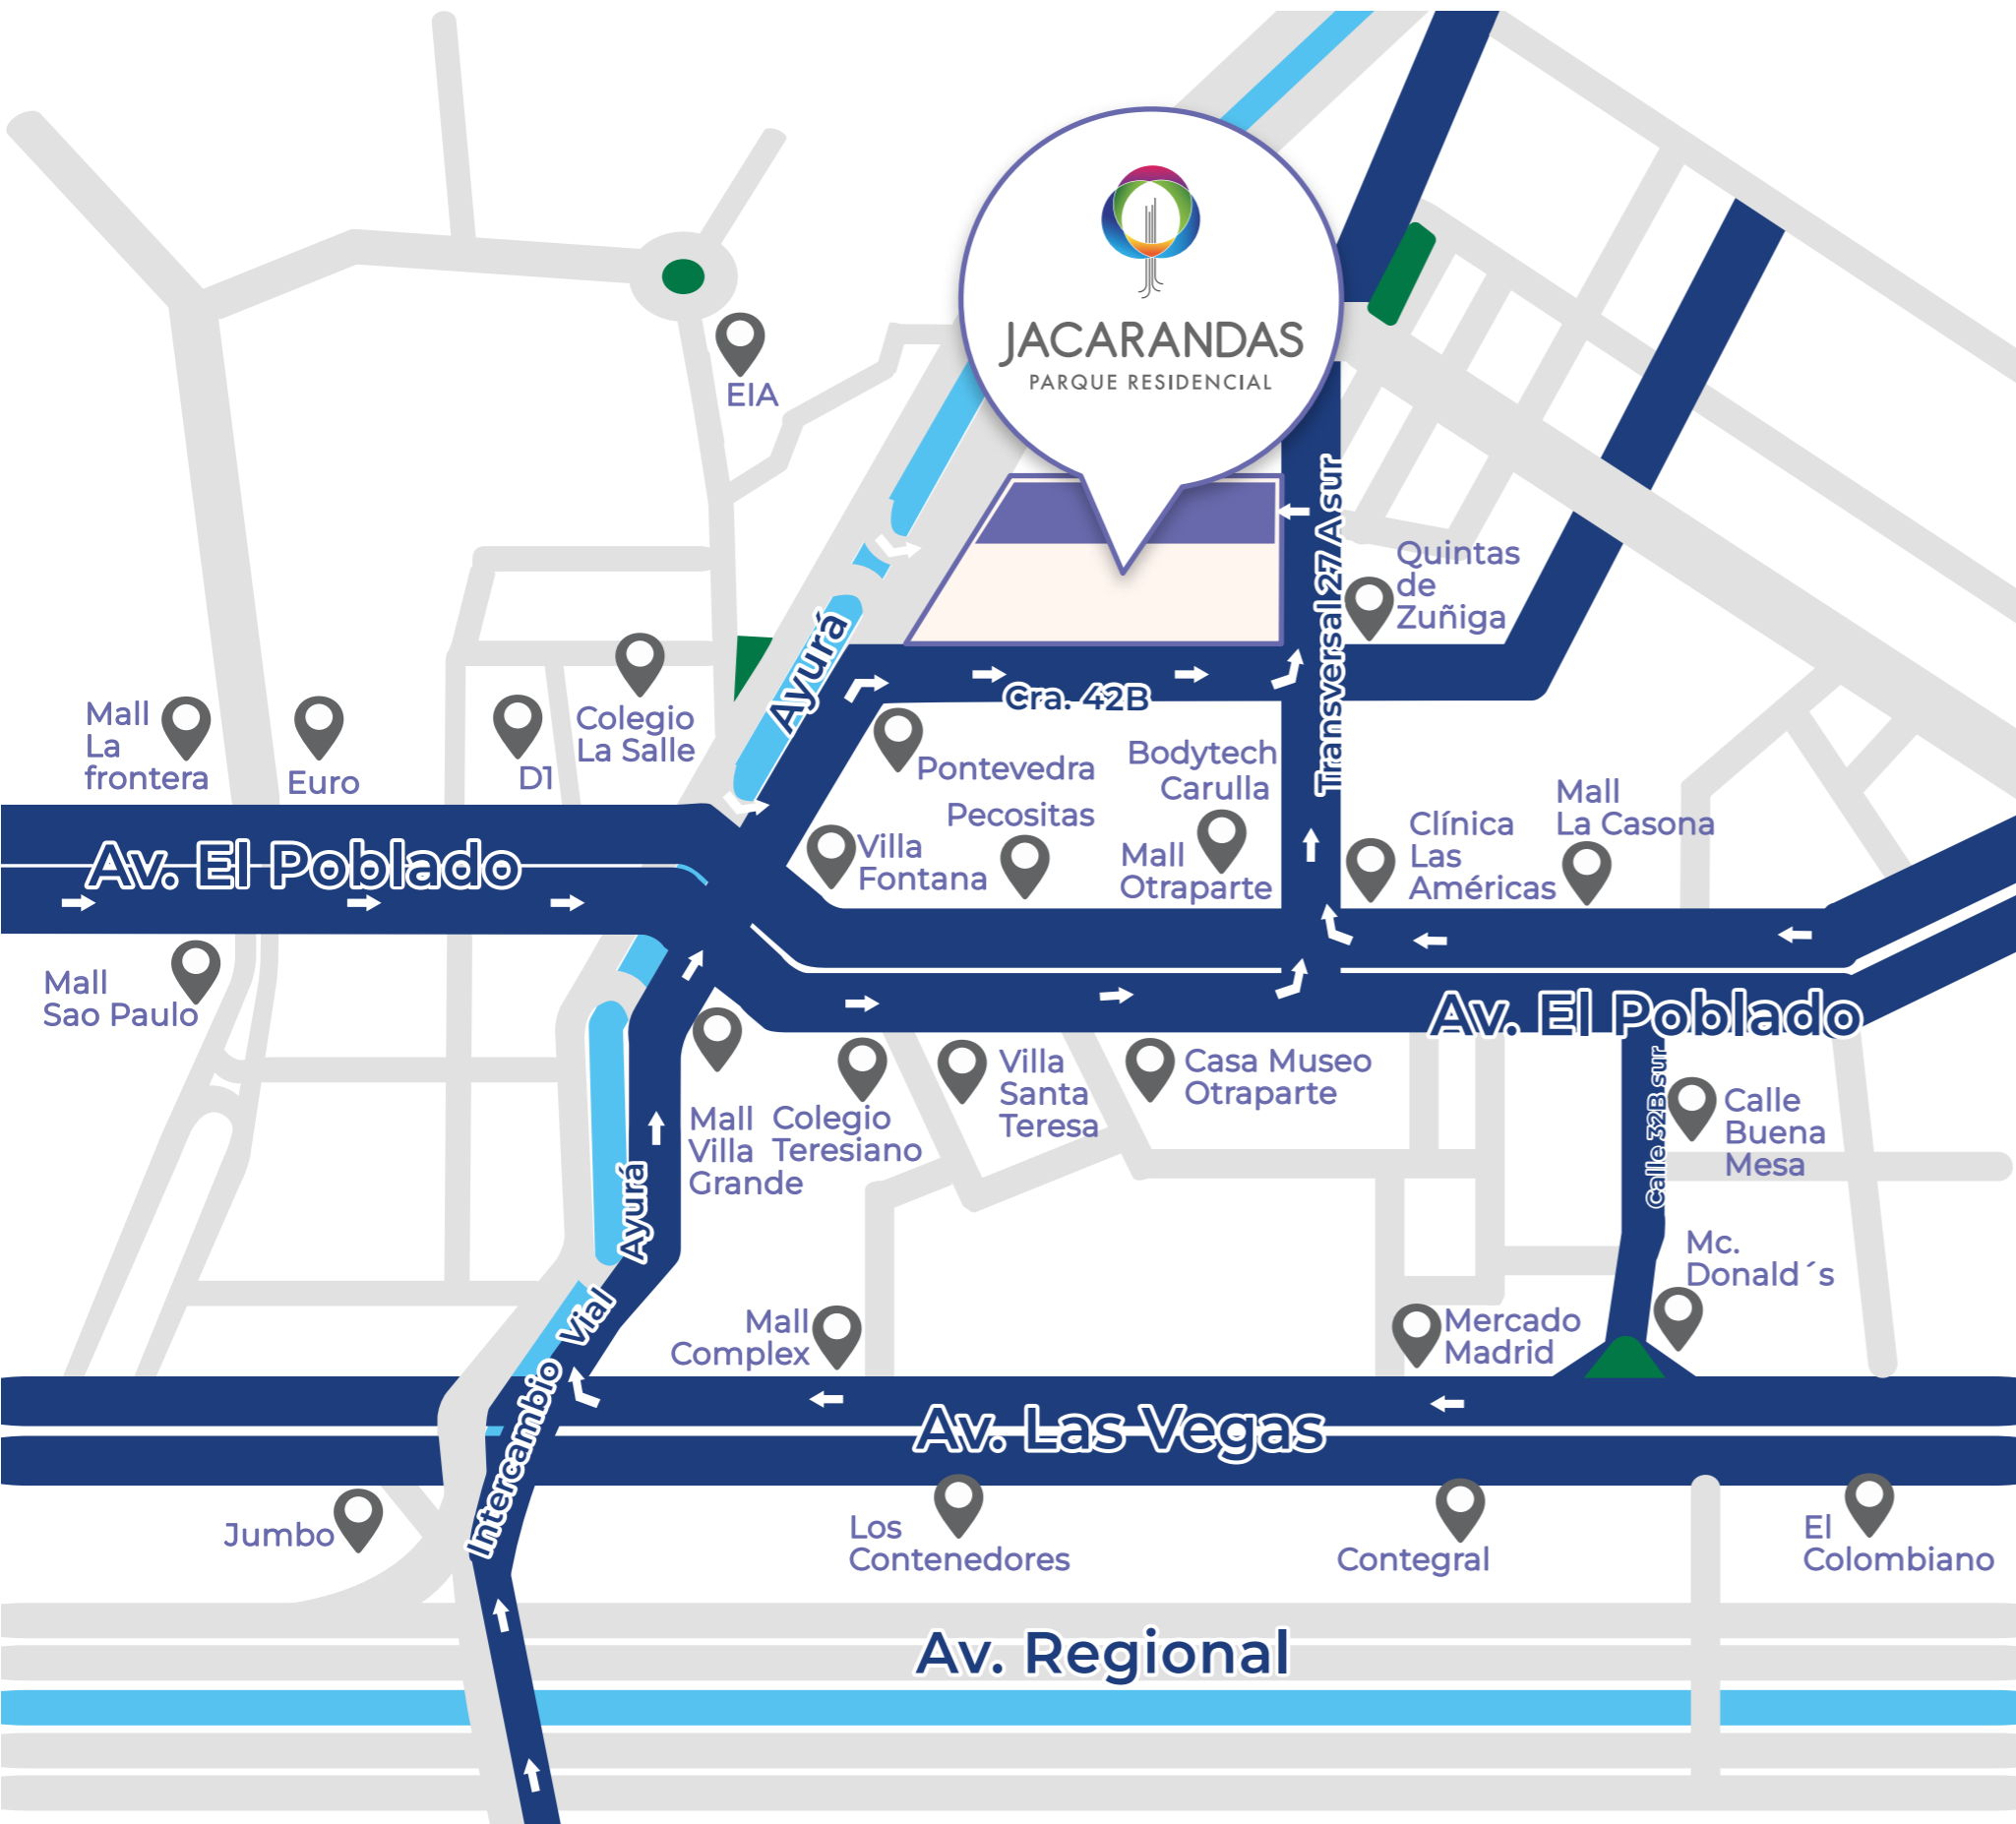 JACARANDAS
PARQUE RESIDENCIAL
EIA
Transversal 27 A sur
Quintas
de
Zuñiga
Ayurá
Cra. 42B
Mall
La
frontera
Euro
D1
Colegio
La Salle
Pontevedra
Pecositas
Villa
Fontana
Bodytech
Carulla
Mall
Otraparte
Clínica
Las
Américas
Mall
La Casona
Av. El Poblado
Mall
Sao Paulo
Av. El Poblado
Mall
Villa
Grande
Colegio
Teresiano
Villa
Santa
Teresa
Casa Museo
Otraparte
Calle 32B sur
Calle
Buena
Mesa
Mc.
Donald´s
Intercambio Vial Ayurá
Mall
Complex
Mercado
Madrid
Av. Las Vegas
Jumbo
Los
Contenedores
Contegral
El
Colombiano
Av. Regional